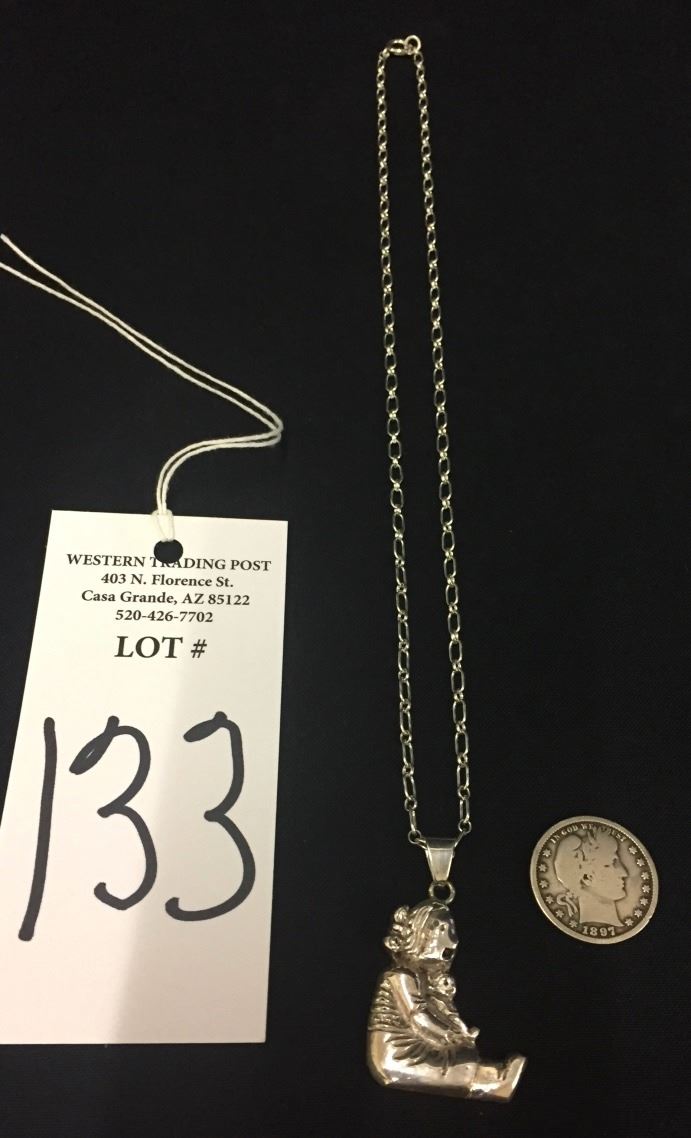 WESTERN TRADING POST
403 N. Florence St.
Casa Grande, AZ 85122
520-426-7702
LOT #
133
IN GOD WE TRUST
1897